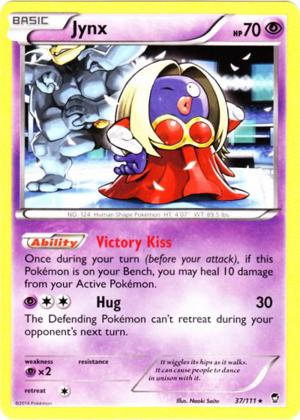 BASIC
Jynx
HP70
NO. 124 Human Shape Pokémon HT. 4'07" WT. 89.5 lbs.
Ability Victory Kiss
Once during your turn (before your attack), if this
Pokémon is on your Bench, you may heal 10 damage
from your Active Pokémon.
Hug 30
The Defending Pokémon can't retreat during your
opponent's next turn.
weakness
×2
resistance
retreat
It wiggles its hips as it walks.
It can cause people to dance
in unison with it.
Illus. Naoki Saito
37/111
©2014 Pokémon